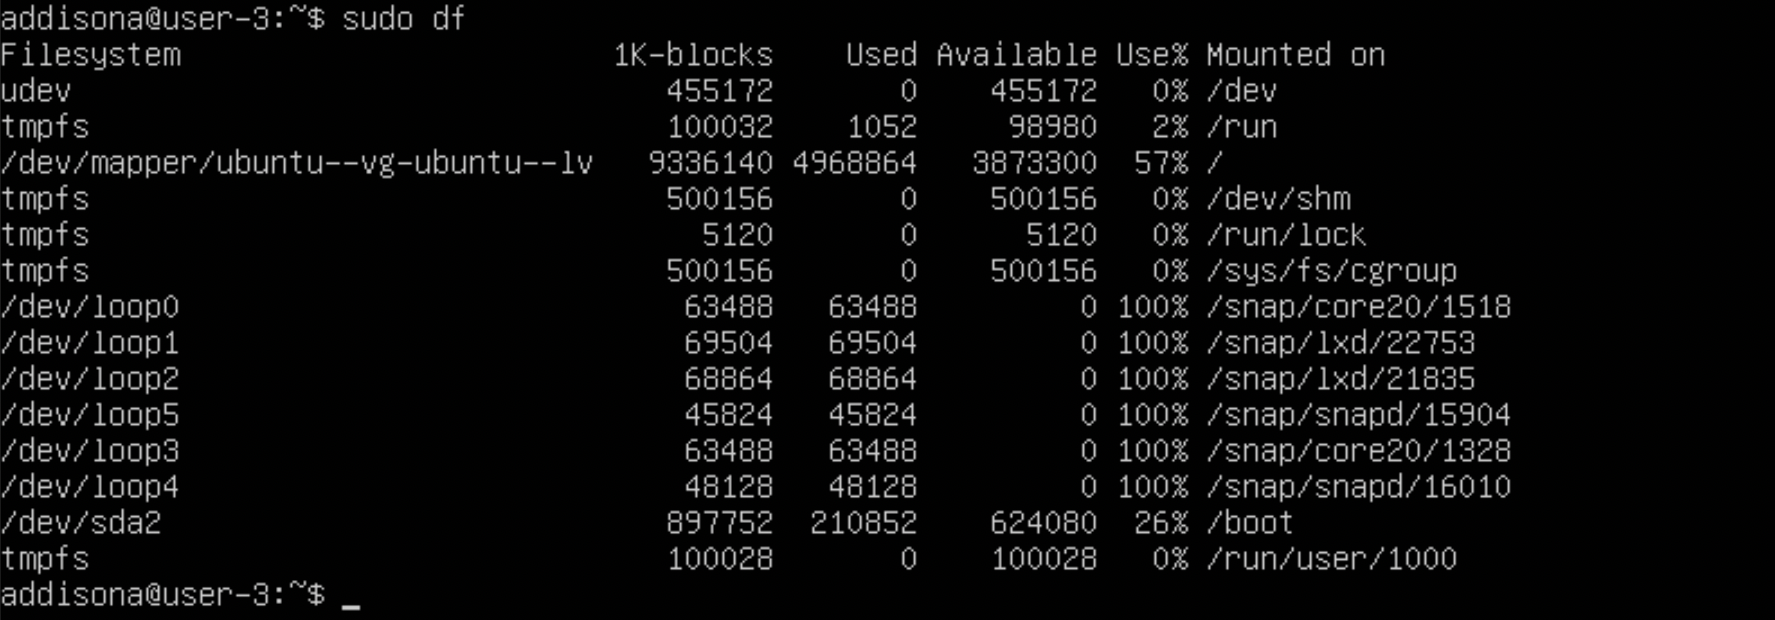 addisona@user-3:~$ sudo df
Filesystem                        1K-blocks    Used Available Use% Mounted on
udev                                 455172       0    455172   0% /dev
tmpfs                                100032    1052     98980   2% /run
/dev/mapper/ubuntu--vg-ubuntu--lv   9336140 4968864   3873300  57% /
tmpfs                                500156       0    500156   0% /dev/shm
tmpfs                                  5120       0      5120   0% /run/lock
tmpfs                                500156       0    500156   0% /sys/fs/cgroup
/dev/loop0                            63488   63488         0 100% /snap/core20/1518
/dev/loop1                            69504   69504         0 100% /snap/lxd/22753
/dev/loop2                            68864   68864         0 100% /snap/lxd/21835
/dev/loop5                            45824   45824         0 100% /snap/snapd/15904
/dev/loop3                            63488   63488         0 100% /snap/core20/1328
/dev/loop4                            48128   48128         0 100% /snap/snapd/16010
/dev/sda2                            897752  210852    624080  26% /boot
tmpfs                                100028       0    100028   0% /run/user/1000
addisona@user-3:~$ _